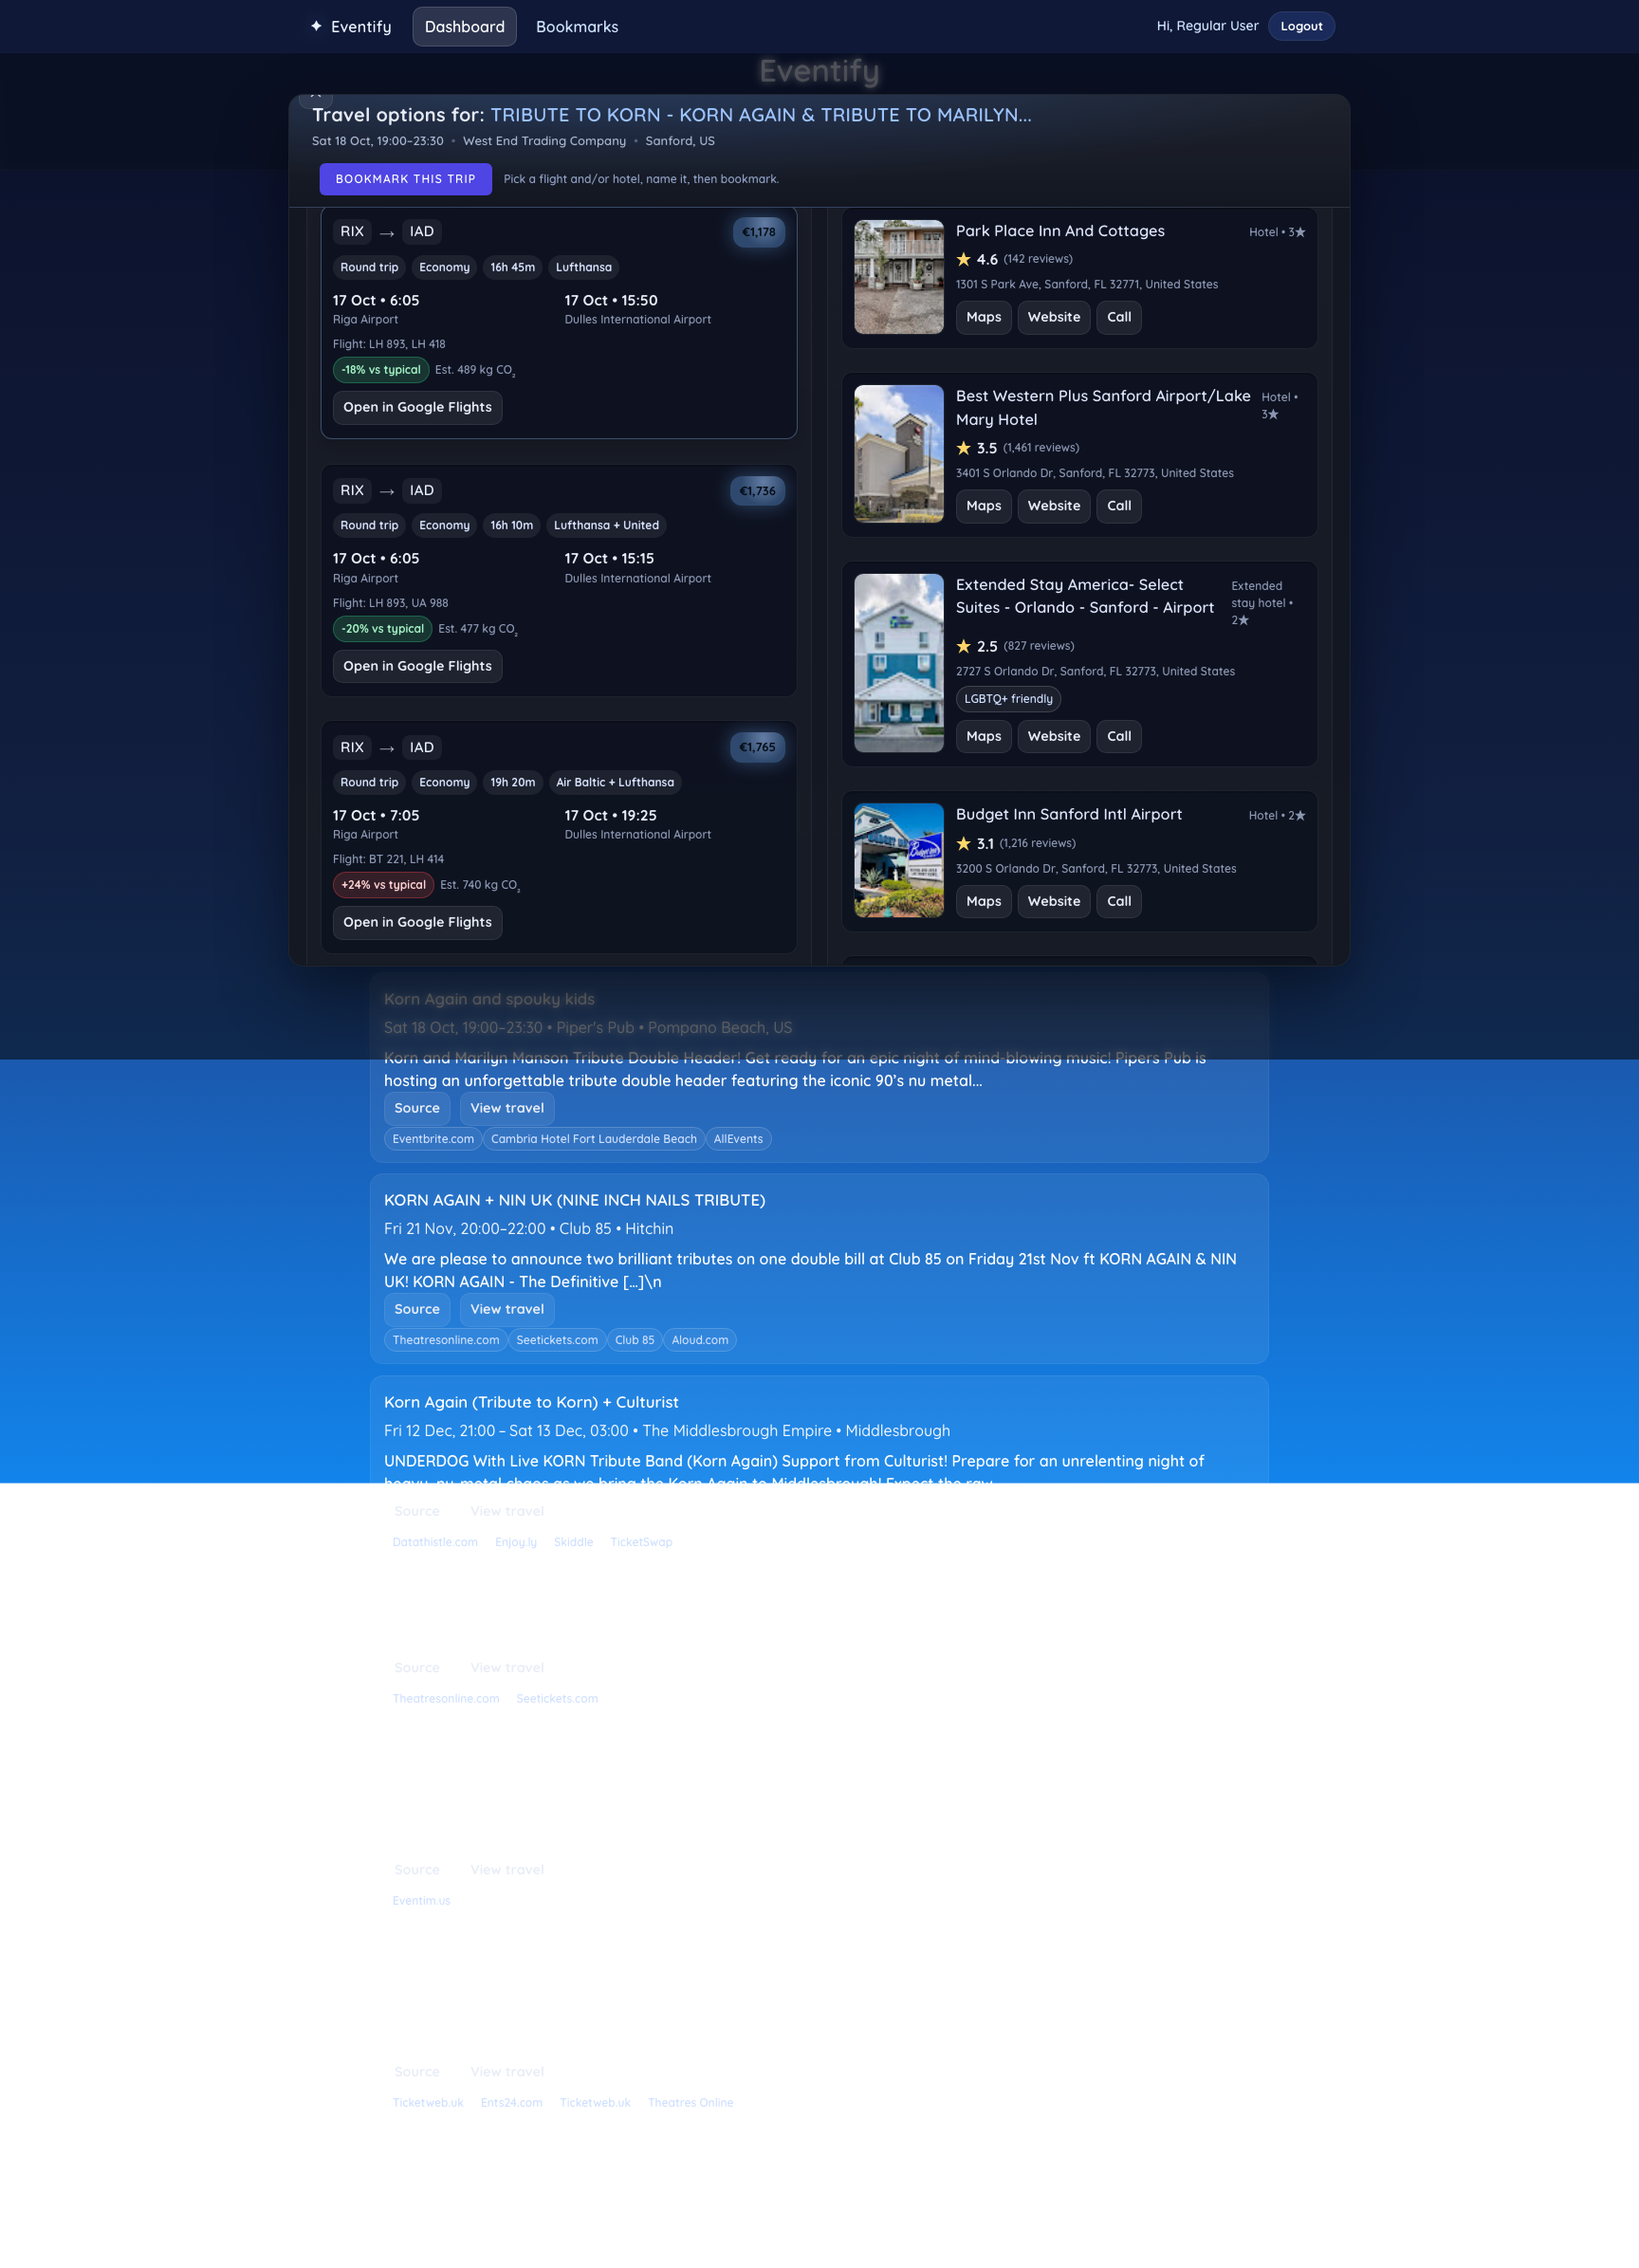 ✦ Eventify Dashboard Bookmarks Hi, Regular User Logout
Eventify
Travel options for: TRIBUTE TO KORN - KORN AGAIN & TRIBUTE TO MARILYN...
Sat 18 Oct, 19:00–23:30 • West End Trading Company • Sanford, US
BOOKMARK THIS TRIP Pick a flight and/or hotel, name it, then bookmark.
RIX → IAD €1,178
Round trip Economy 16h 45m Lufthansa
17 Oct • 6:05 17 Oct • 15:50
Riga Airport Dulles International Airport
Flight: LH 893, LH 418
-18% vs typical Est. 489 kg CO₂
Open in Google Flights
RIX → IAD €1,736
Round trip Economy 16h 10m Lufthansa + United
17 Oct • 6:05 17 Oct • 15:15
Riga Airport Dulles International Airport
Flight: LH 893, UA 988
-20% vs typical Est. 477 kg CO₂
Open in Google Flights
RIX → IAD €1,765
Round trip Economy 19h 20m Air Baltic + Lufthansa
17 Oct • 7:05 17 Oct • 19:25
Riga Airport Dulles International Airport
Flight: BT 221, LH 414
+24% vs typical Est. 740 kg CO₂
Open in Google Flights
Park Place Inn And Cottages Hotel • 3★
★ 4.6 (142 reviews)
1301 S Park Ave, Sanford, FL 32771, United States
Maps Website Call
Best Western Plus Sanford Airport/Lake Hotel •
Mary Hotel 3★
★ 3.5 (1,461 reviews)
3401 S Orlando Dr, Sanford, FL 32773, United States
Maps Website Call
Extended Stay America- Select Extended
Suites - Orlando - Sanford - Airport stay hotel •
2★
★ 2.5 (827 reviews)
2727 S Orlando Dr, Sanford, FL 32773, United States
LGBTQ+ friendly
Maps Website Call
Budget Inn Sanford Intl Airport Hotel • 2★
★ 3.1 (1,216 reviews)
3200 S Orlando Dr, Sanford, FL 32773, United States
Maps Website Call
Korn Again and spouky kids
Sat 18 Oct, 19:00–23:30 • Piper's Pub • Pompano Beach, US
Korn and Marilyn Manson Tribute Double Header! Get ready for an epic night of mind-blowing music! Pipers Pub is
hosting an unforgettable tribute double header featuring the iconic 90's nu metal...
Source View travel
Eventbrite.com Cambria Hotel Fort Lauderdale Beach AllEvents
KORN AGAIN + NIN UK (NINE INCH NAILS TRIBUTE)
Fri 21 Nov, 20:00–22:00 • Club 85 • Hitchin
We are please to announce two brilliant tributes on one double bill at Club 85 on Friday 21st Nov ft KORN AGAIN & NIN
UK! KORN AGAIN - The Definitive […]\n
Source View travel
Theatresonline.com Seetickets.com Club 85 Aloud.com
Korn Again (Tribute to Korn) + Culturist
Fri 12 Dec, 21:00 – Sat 13 Dec, 03:00 • The Middlesbrough Empire • Middlesbrough
UNDERDOG With Live KORN Tribute Band (Korn Again) Support from Culturist! Prepare for an unrelenting night of
heavy, nu-metal chaos as we bring the Korn Again to Middlesbrough! Expect the raw
Source View travel
Datathistle.com Enjoy.ly Skiddle TicketSwap
Source View travel
Theatresonline.com Seetickets.com
Source View travel
Eventim.us
Source View travel
Ticketweb.uk Ents24.com Ticketweb.uk Theatres Online